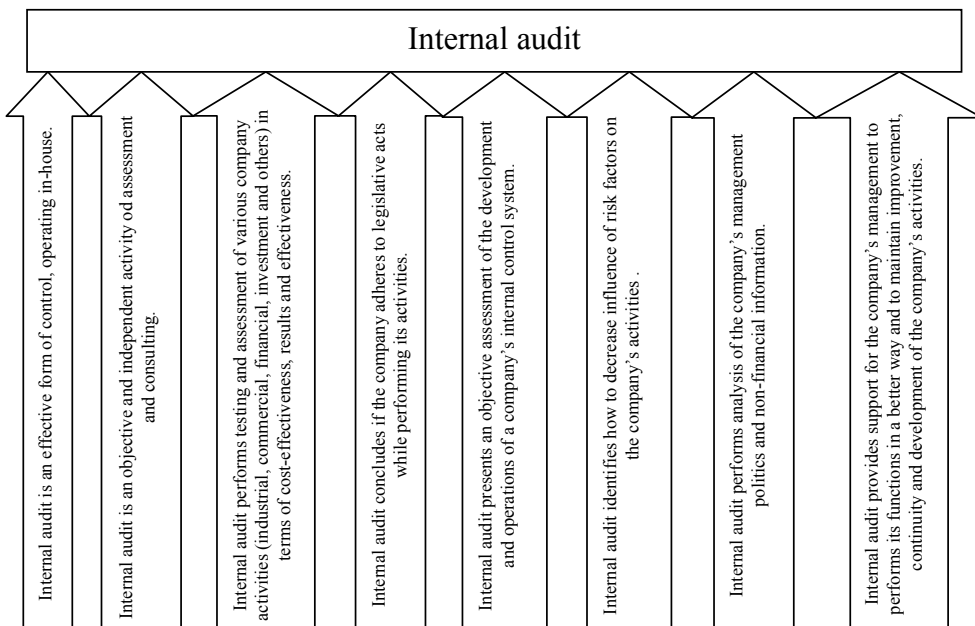 Internal audit
Internal audit is an effective form of control, operating in-house.
Internal audit is an objective and independent activity od assessment
and consulting.
Internal audit performs testing and assessment of various company
activities (industrial, commercial, financial, investment and others) in
terms of cost-effectiveness, results and effectiveness.
Internal audit concludes if the company adheres to legislative acts
while performing its activities.
Internal audit presents an objective assessment of the development
and operations of a company’s internal control system.
Internal audit identifies how to decrease influence of risk factors on
the company’s activities .
Internal audit performs analysis of the company’s management
politics and non-financial information.
Internal audit provides support for the company’s management to
performs its functions in a better way and to maintain improvement,
continuity and development of the company’s activities.